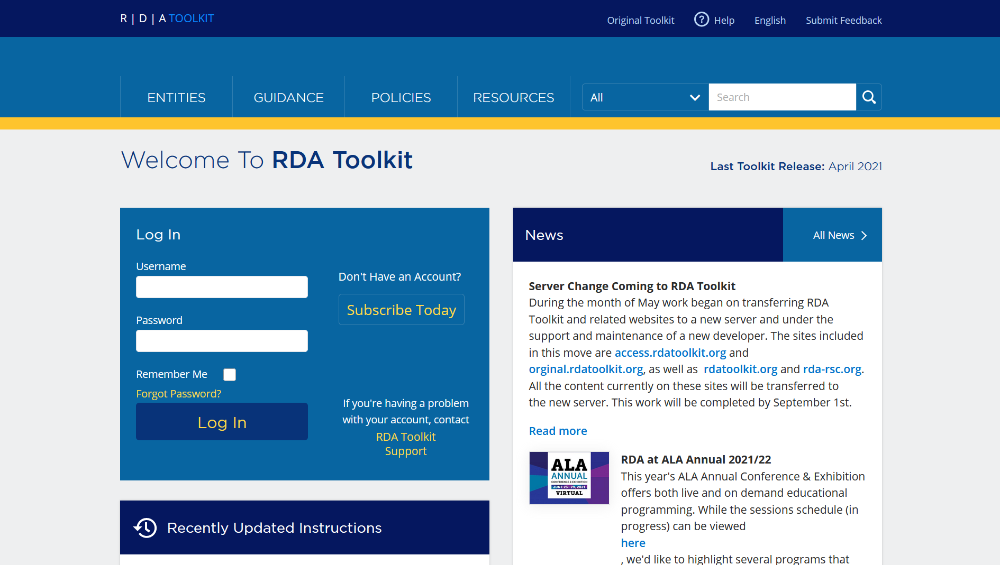 R | D | A TOOLKIT
Original Toolkit
? Help
English
Submit Feedback
ENTITIES
GUIDANCE
POLICIES
RESOURCES
All
Search
Welcome To RDA Toolkit
Last Toolkit Release: April 2021
Log In
Username
Password
Remember Me
Forgot Password?
Log In
Don't Have an Account?
Subscribe Today
If you're having a problem
with your account, contact
RDA Toolkit
Support
Recently Updated Instructions
News
All News
Server Change Coming to RDA Toolkit
During the month of May work began on transferring RDA
Toolkit and related websites to a new server and under the
support and maintenance of a new developer. The sites included
in this move are access.rdatoolkit.org and
orginal.rdatoolkit.org, as well as rdatoolkit.org and rda-rsc.org.
All the content currently on these sites will be transferred to
the new server. This work will be completed by September 1st.
Read more
ALA
ANNUAL
CONFERENCE & EXHIBITION
JUNE 23–29, 2021
VIRTUAL
RDA at ALA Annual 2021/22
This year's ALA Annual Conference & Exhibition
offers both live and on demand educational
programming. While the sessions schedule (in
progress) can be viewed
here
, we'd like to highlight several programs that